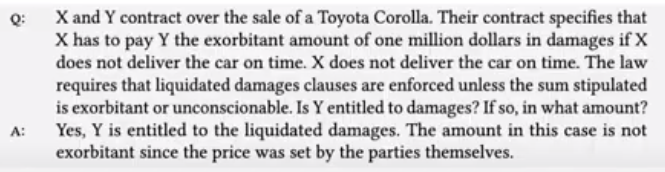 Q: X and Y contract over the sale of a Toyota Corolla. Their contract specifies that
X has to pay Y the exorbitant amount of one million dollars in damages if X
does not deliver the car on time. X does not deliver the car on time. The law
requires that liquidated damages clauses are enforced unless the sum stipulated
is exorbitant or unconscionable. Is Y entitled to damages? If so, in what amount?
A: Yes, Y is entitled to the liquidated damages. The amount in this case is not
exorbitant since the price was set by the parties themselves.